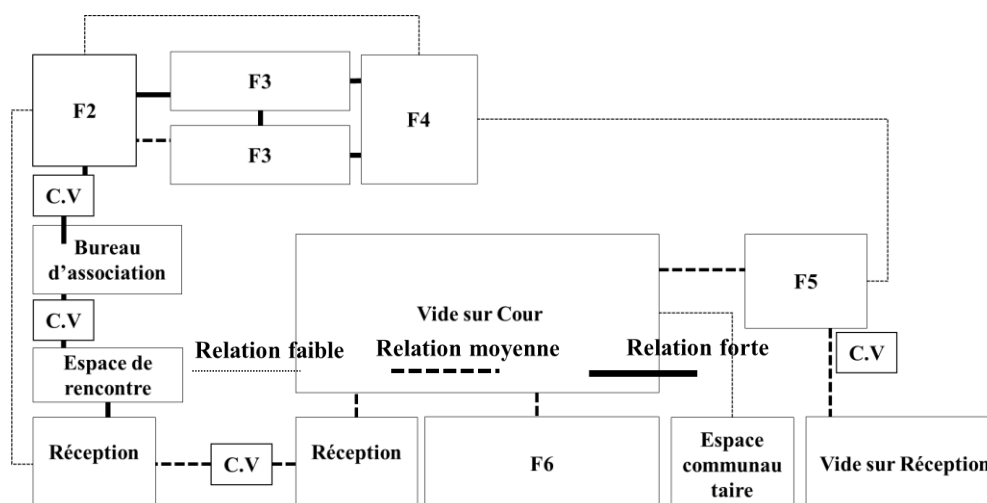 F2
F3
F3
F4
C.V
Bureau
d’association
C.V
Espace de
rencontre
Réception
C.V
Réception
Vide sur Cour
Relation faible
Relation moyenne
Relation forte
F5
C.V
F6
Espace
communau
taire
Vide sur Réception